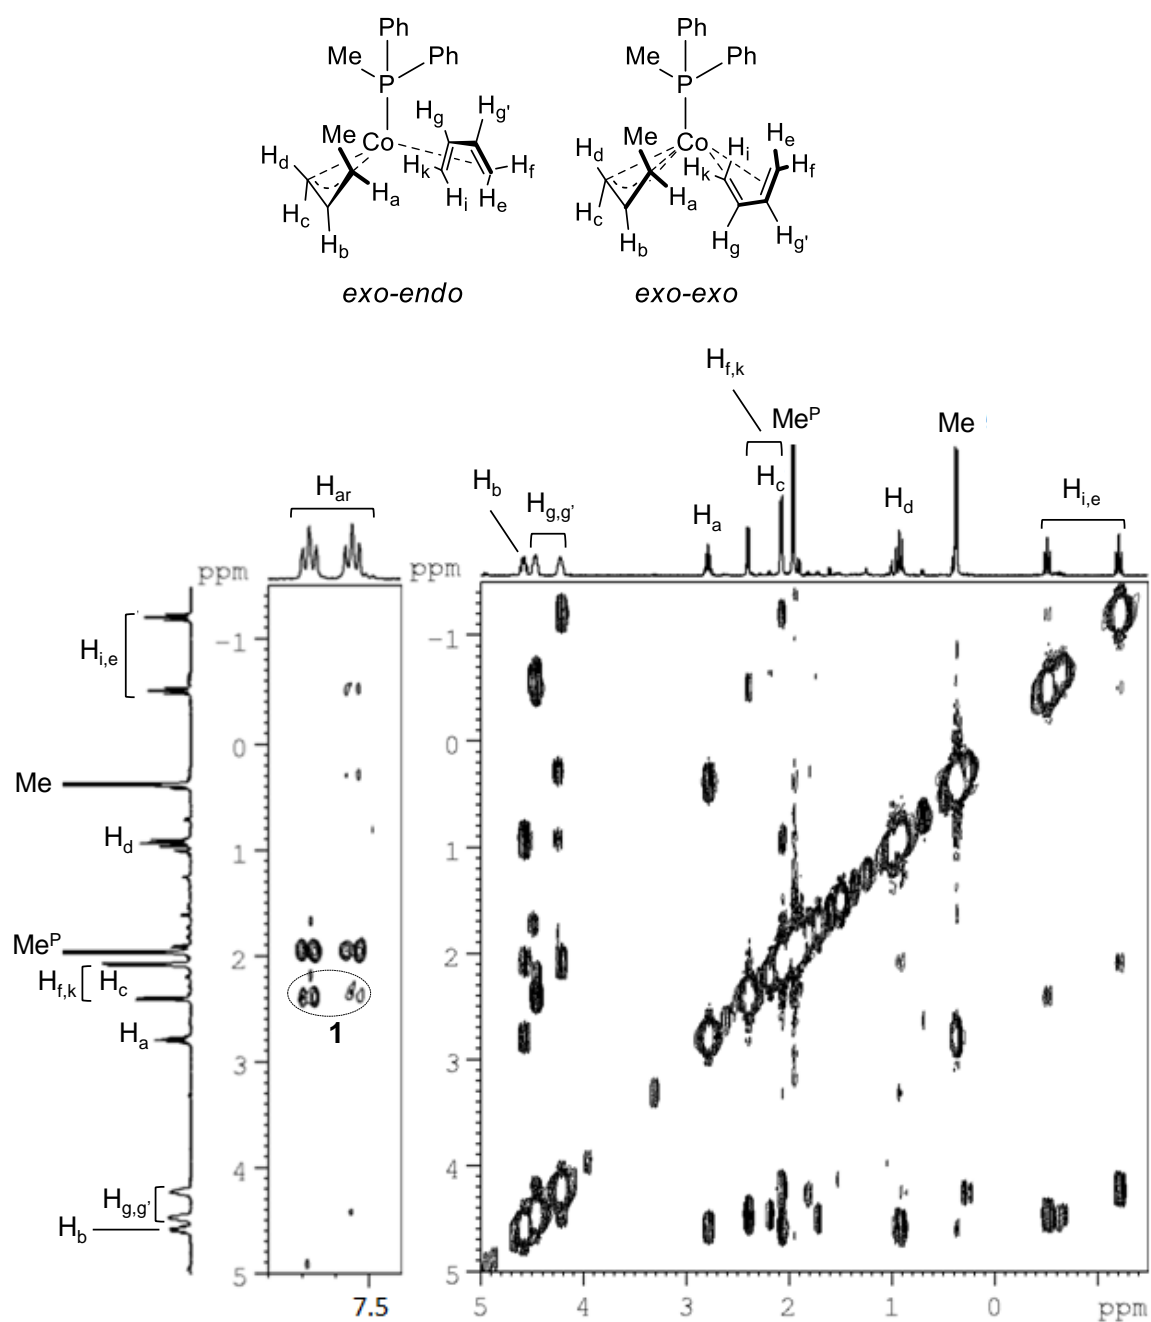 Ph Ph
Me Ph Me Ph
P P
Hg Hg' He
Me Co Me Co Hi
Hd Hk Hf Hd Hk Hf
Ha Hi He Ha
Hc Hc
Hb Hb Hg Hg'
exo-endo exo-exo
Hf,k
MeP Me
Hb Hg,g' Hc Hi,e
Har Ha Hd
ppm ppm
-1 -1
Hi,e
0 0
Me
Hd
1 1
MeP
2 2
Hf,k Hc
1
Ha
3 3
4 4
Hg,g'
Hb
5 5
7.5 5 4 3 2 1 0 ppm